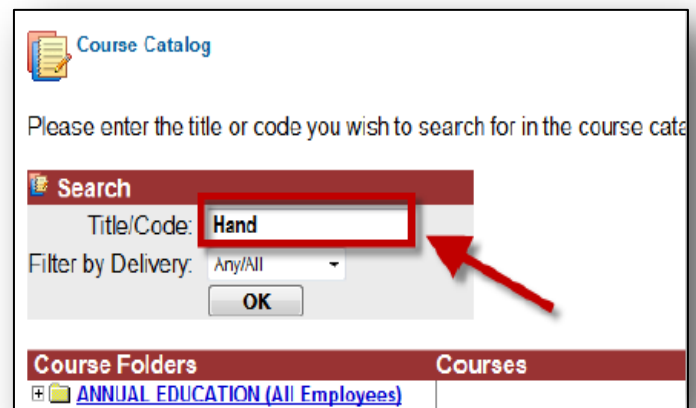 Course Catalog
Please enter the title or code you wish to search for in the course cata
Search
Title/Code: Hand
Filter by Delivery: Any/All
OK
Course Folders Courses
ANNUAL EDUCATION (All Employees)